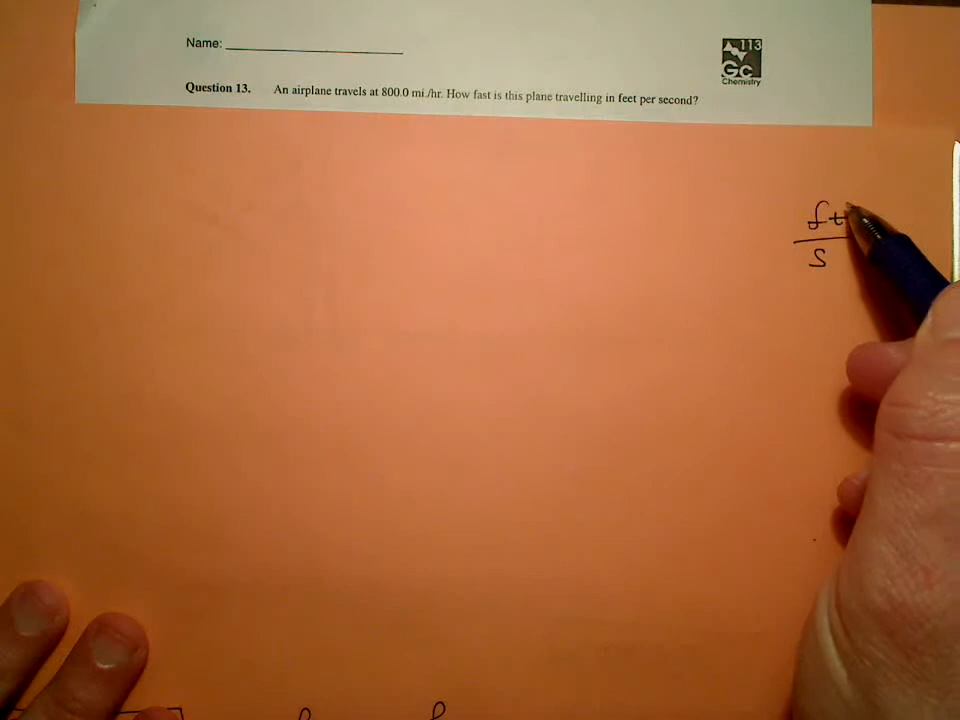 Name: ____________________
113
Gc
Chemistry
Question 13. An airplane travels at 800.0 mi./hr. How fast is this plane travelling in feet per second?
ft
s